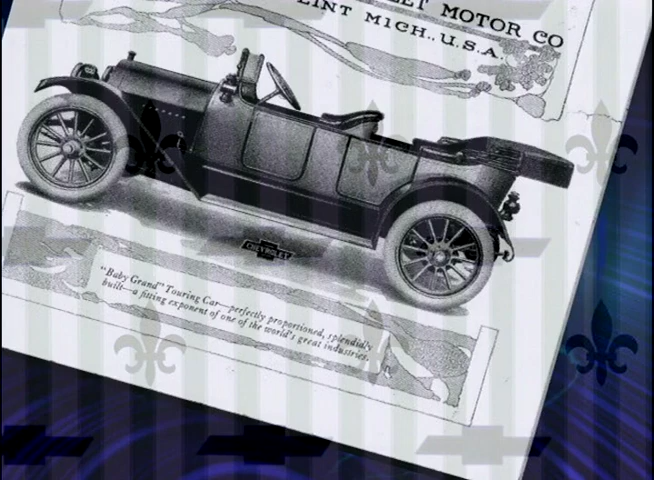 ET MOTOR CO
LINT MICH., U.S.A.
CHEVROLET
"Baby Grand" Touring Car—perfectly proportioned, splendidly
built—a fitting exponent of one of the world's great industries.